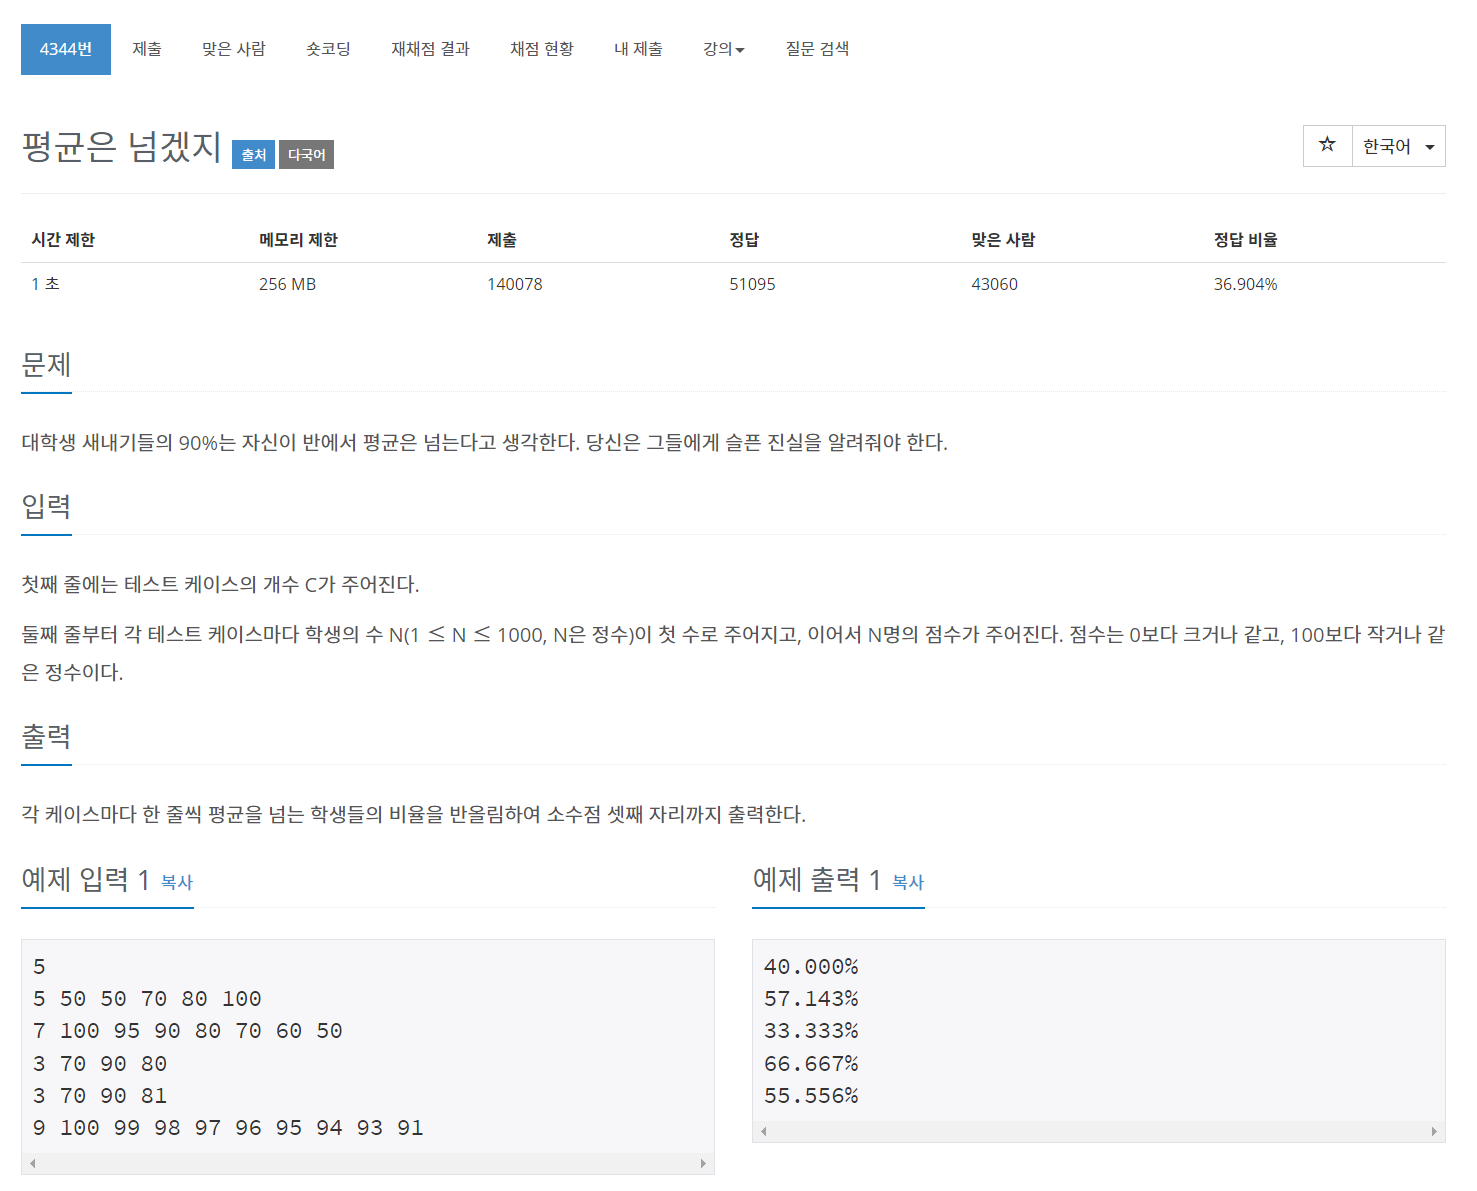 4344번 제출 맞은 사람 숏코딩 재채점 결과 채점 현황 내 제출 강의 질문 검색
평균은 넘겠지 출처 다국어 ☆ 한국어
시간 제한 메모리 제한 제출 정답 맞은 사람 정답 비율
1 초 256 MB 140078 51095 43060 36.904%
문제
대학생 새내기들의 90%는 자신이 반에서 평균은 넘는다고 생각한다. 당신은 그들에게 슬픈 진실을 알려줘야 한다.
입력
첫째 줄에는 테스트 케이스의 개수 C가 주어진다.
둘째 줄부터 각 테스트 케이스마다 학생의 수 N(1 ≤ N ≤ 1000, N은 정수)이 첫 수로 주어지고, 이어서 N명의 점수가 주어진다. 점수는 0보다 크거나 같고, 100보다 작거나 같
은 정수이다.
출력
각 케이스마다 한 줄씩 평균을 넘는 학생들의 비율을 반올림하여 소수점 셋째 자리까지 출력한다.
예제 입력 1 복사
5
5 50 50 70 80 100
7 100 95 90 80 70 60 50
3 70 90 80
3 70 90 81
9 100 99 98 97 96 95 94 93 91
예제 출력 1 복사
40.000%
57.143%
33.333%
66.667%
55.556%